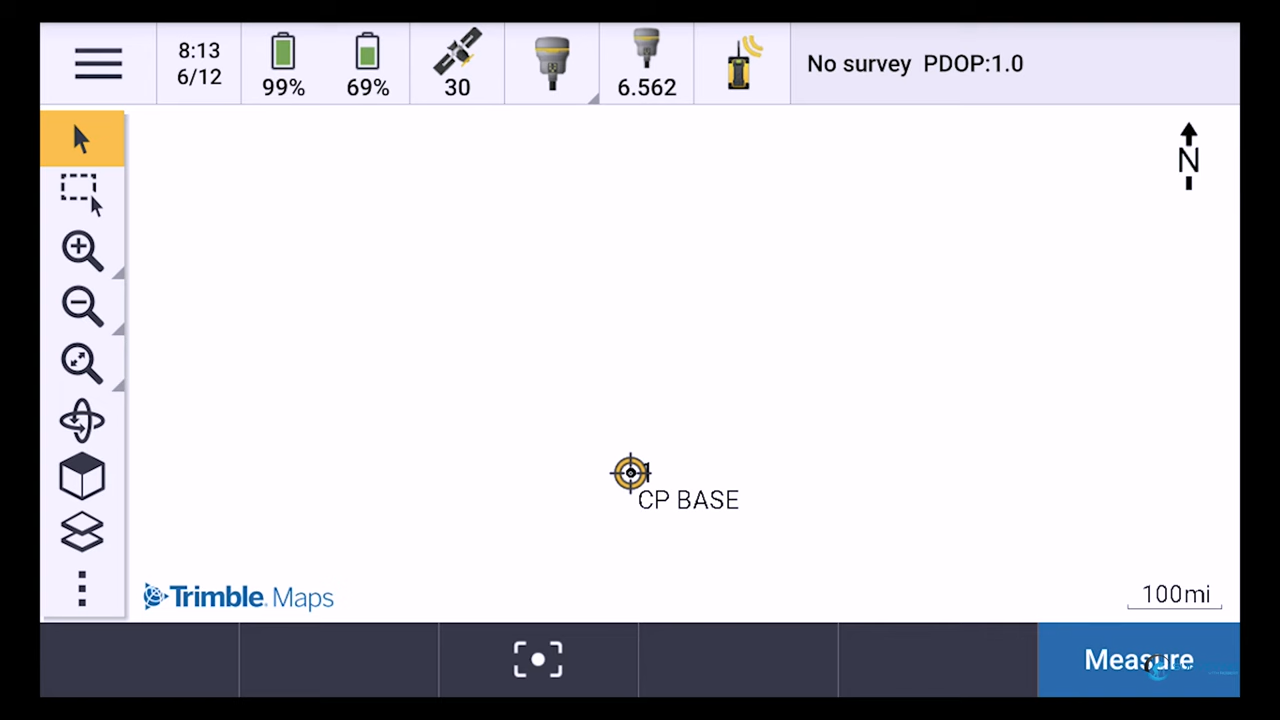 8:13
6/12
99%
69%
30
6.562
No survey PDOP:1.0
N
1
CP BASE
Trimble. Maps
100mi
Measure